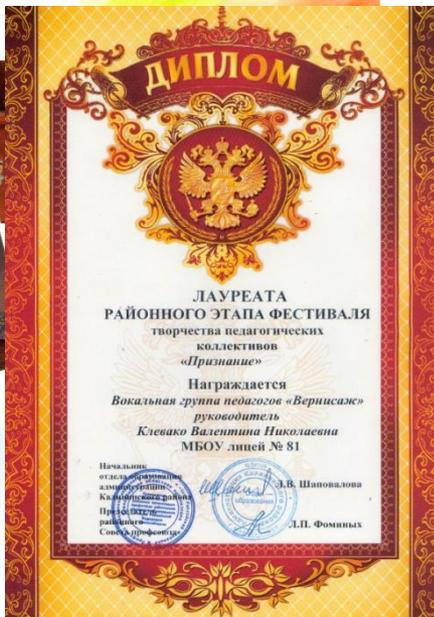 ДИПЛОМ
ЛАУРЕАТА
РАЙОННОГО ЭТАПА ФЕСТИВАЛЯ
творчества педагогических
коллективов
«Признание»
Награждается
Вокальная группа педагогов «Вернисаж»
руководитель
Клевако Валентина Николаевна
МБОУ лицей № 81
Начальник
отдела образования
администрации
Калининского района
Л.В. Шаповалова
Председатель
районного
Совета профсоюза
Л.П. Фоминых